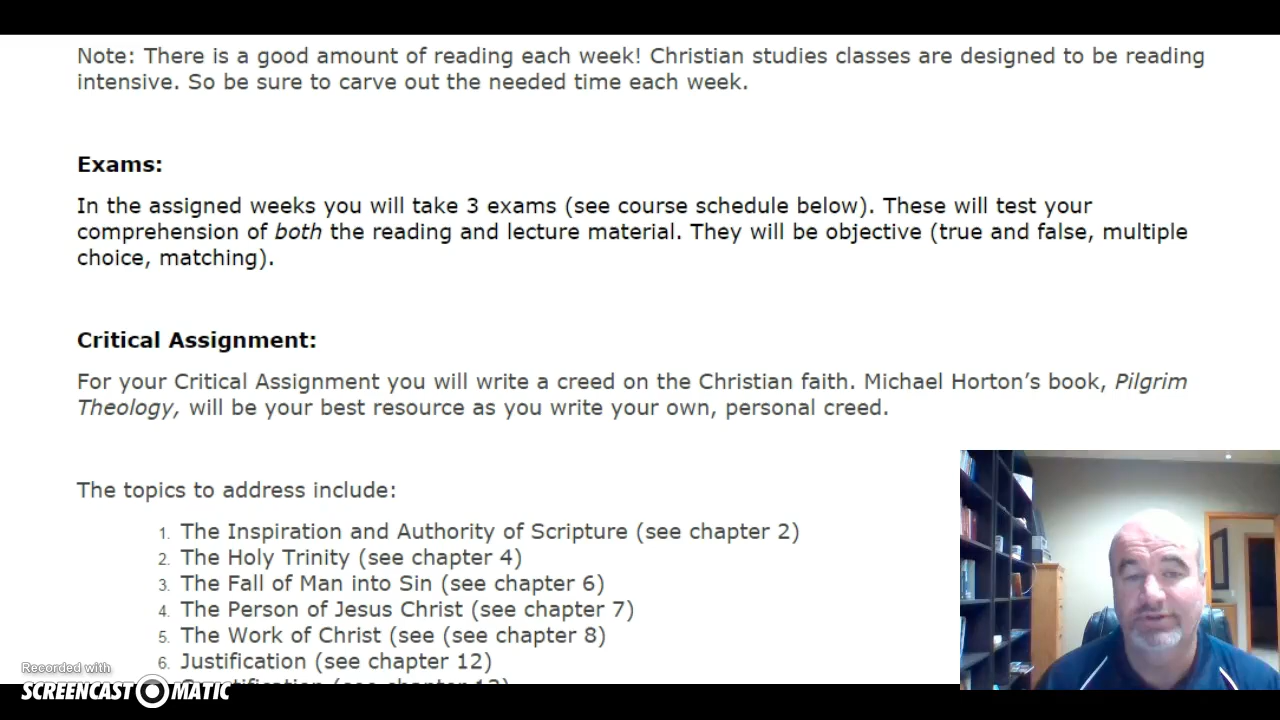 Note: There is a good amount of reading each week! Christian studies classes are designed to be reading
intensive. So be sure to carve out the needed time each week.
Exams:
In the assigned weeks you will take 3 exams (see course schedule below). These will test your
comprehension of both the reading and lecture material. They will be objective (true and false, multiple
choice, matching).
Critical Assignment:
For your Critical Assignment you will write a creed on the Christian faith. Michael Horton’s book, Pilgrim
Theology, will be your best resource as you write your own, personal creed.
The topics to address include:
1. The Inspiration and Authority of Scripture (see chapter 2)
2. The Holy Trinity (see chapter 4)
3. The Fall of Man into Sin (see chapter 6)
4. The Person of Jesus Christ (see chapter 7)
5. The Work of Christ (see (see chapter 8)
6. Justification (see chapter 12)
Recorded with
SCREENCAST-O-MATIC